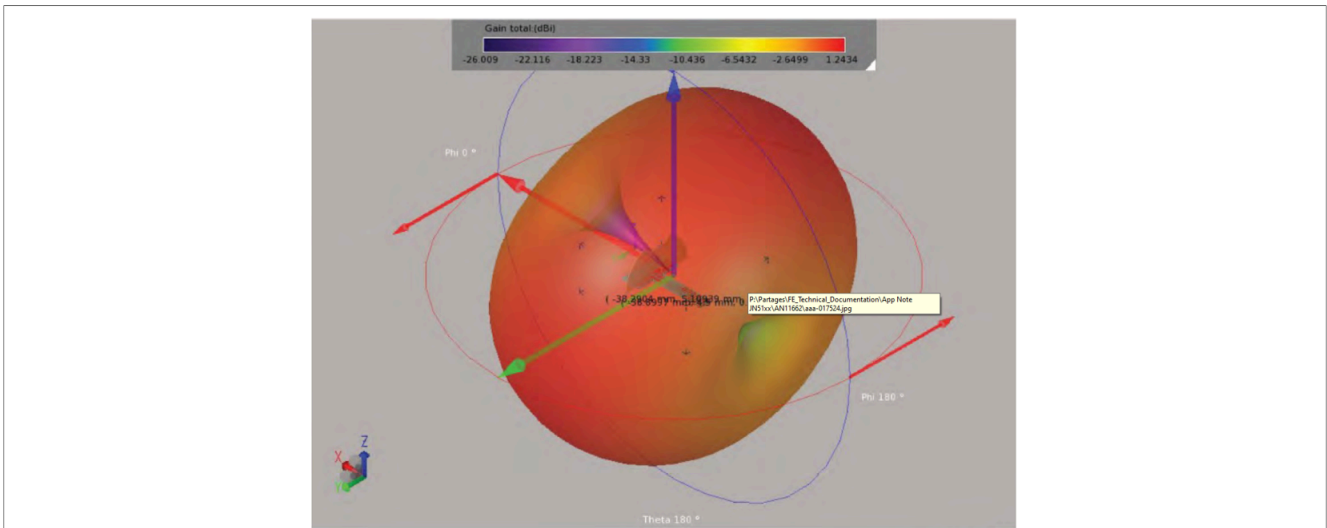 Gain total (dBi)
-26.009 -22.116 -18.223 -14.33 -10.436 -6.5432 -2.6499 1.2434
Phi 0 °
P:\Partages\FE_Technical_Documentation\App Note
JN51xx\AN11662\aaa-017524.jpg
Phi 180 °
Z
X
Y
Theta 180 °